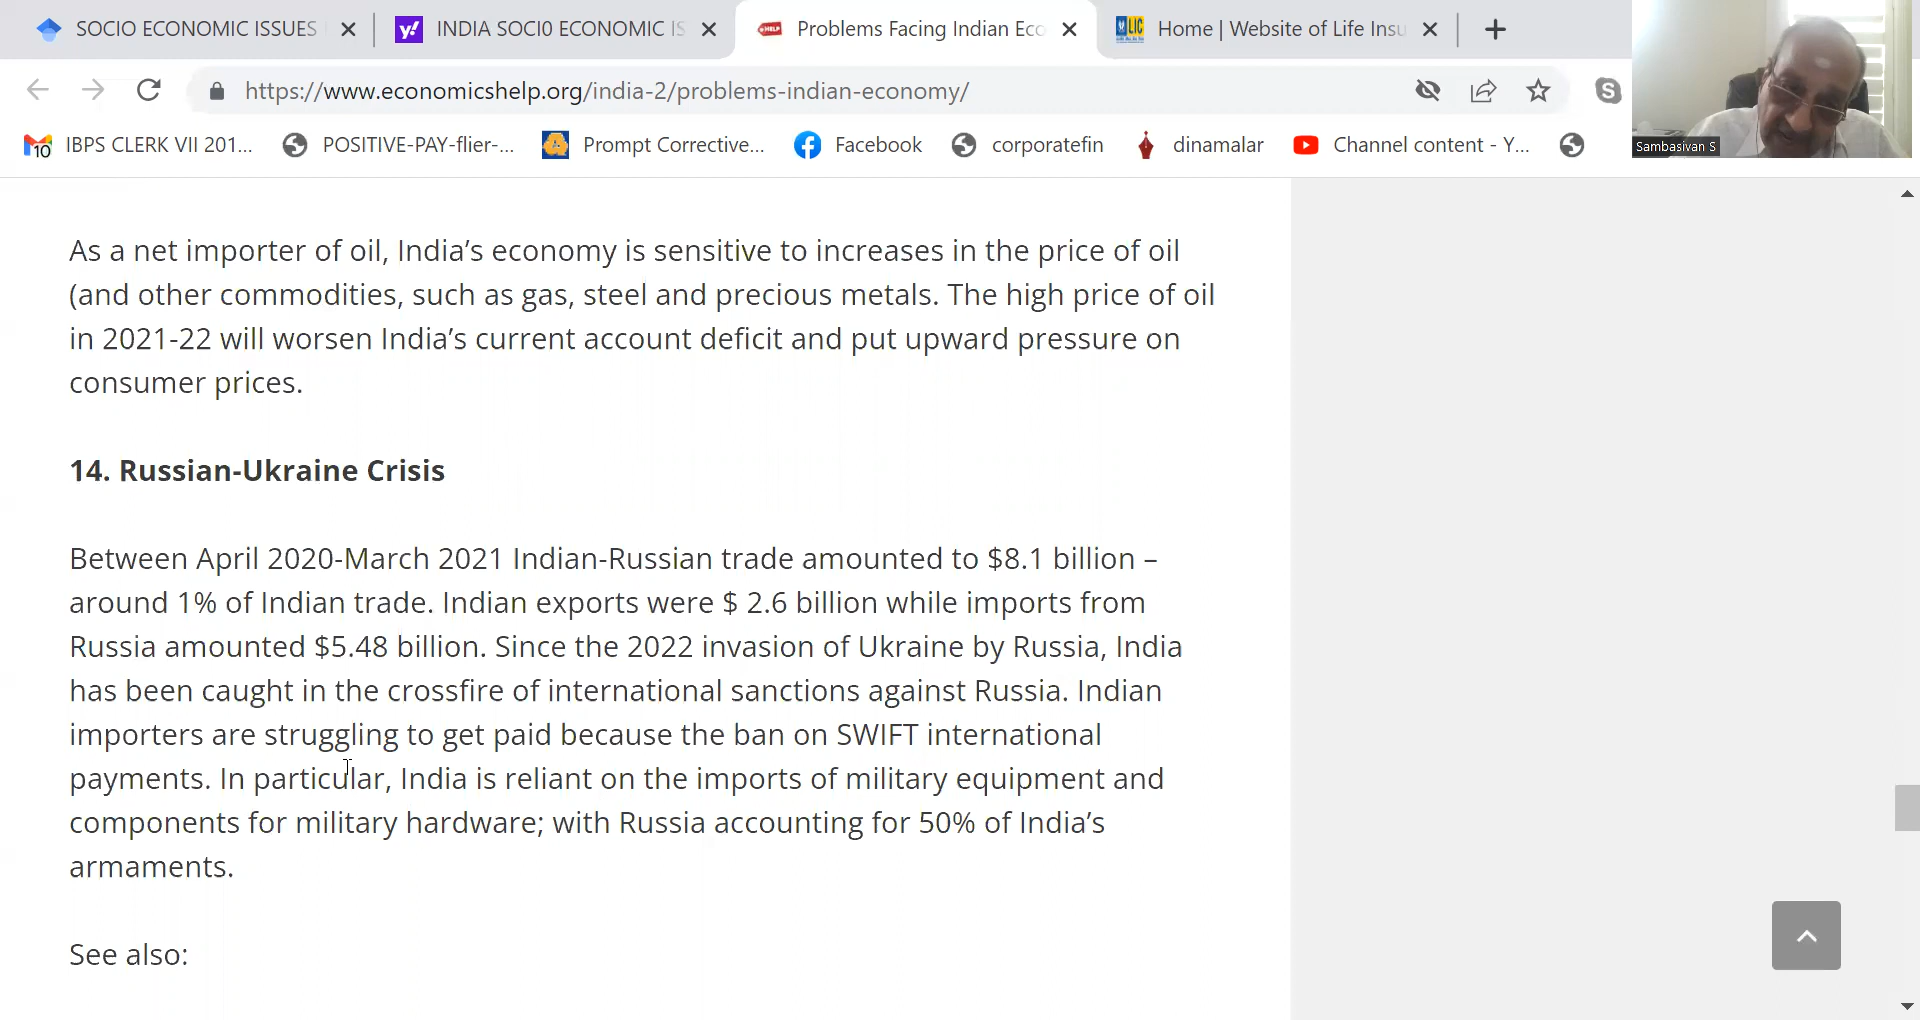 SOCIO ECONOMIC ISSUES
INDIA SOCI0 ECONOMIC IS
Problems Facing Indian Eco
HELP
LIC
Home | Website of Life Insu
https://www.economicshelp.org/india-2/problems-indian-economy/
Sambasivan S
10
IBPS CLERK VII 201...
POSITIVE-PAY-flier-...
Prompt Corrective...
Facebook
corporatefin
dinamalar
Channel content - Y...
As a net importer of oil, India’s economy is sensitive to increases in the price of oil
(and other commodities, such as gas, steel and precious metals. The high price of oil
in 2021-22 will worsen India’s current account deficit and put upward pressure on
consumer prices.
14. Russian-Ukraine Crisis
Between April 2020-March 2021 Indian-Russian trade amounted to $8.1 billion –
around 1% of Indian trade. Indian exports were $ 2.6 billion while imports from
Russia amounted $5.48 billion. Since the 2022 invasion of Ukraine by Russia, India
has been caught in the crossfire of international sanctions against Russia. Indian
importers are struggling to get paid because the ban on SWIFT international
payments. In particular, India is reliant on the imports of military equipment and
components for military hardware; with Russia accounting for 50% of India’s
armaments.
See also: